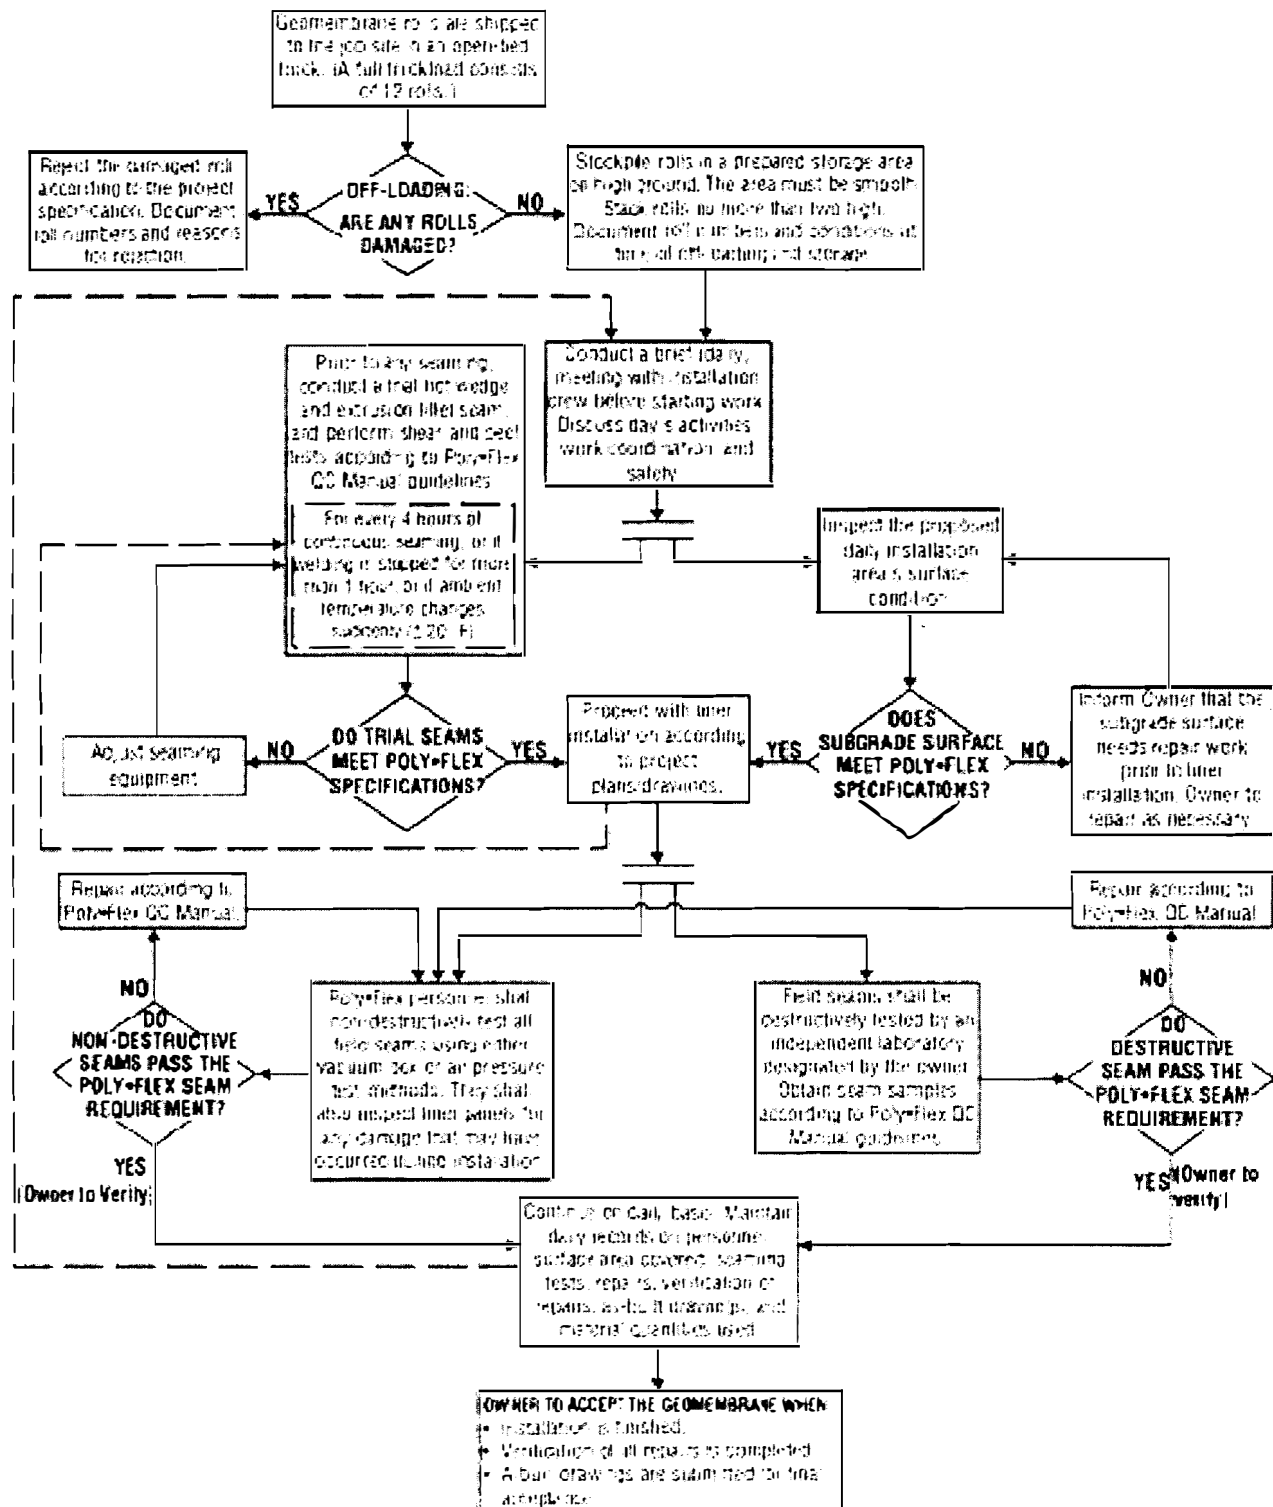 Geomembrane rolls are shipped
to the job site in an open-bed
truck. (A full truckload consists
of 12 rolls.)
Reject the damaged roll
according to the project
specification. Document
roll numbers and reasons
for rejection.
YES
OFF-LOADING:
ARE ANY ROLLS
DAMAGED?
NO
Stockpile rolls in a prepared storage area
on high ground. The area must be smooth.
Stack rolls no more than two high.
Document roll numbers and conditions at
time of off-loading and storage
Prior to any seaming,
conduct a trial hot wedge
and extrusion fillet seam,
and perform shear and peel
tests according to Poly•Flex
QC Manual guidelines
For every 4 hours of
continuous seaming, or if
welding is stopped for more
than 1 hour, or if ambient
temperature changes
suddenly (± 20° F)
Conduct a brief (daily)
meeting with installation
crew before starting work
Discuss day's activities
work coordination, and
safety
Inspect the proposed
daily installation
area's surface
condition
Adjust seaming
equipment
NO
DO TRIAL SEAMS
MEET POLY•FLEX
SPECIFICATIONS?
YES
Proceed with liner
installation according
to project
plans/drawings.
YES
DOES
SUBGRADE SURFACE
MEET POLY•FLEX
SPECIFICATIONS?
NO
Inform Owner that the
subgrade surface
needs repair work
prior to liner
installation. Owner to
repair as necessary
Repair according to
Poly•Flex QC Manual
NO
DO
NON-DESTRUCTIVE
SEAMS PASS THE
POLY•FLEX SEAM
REQUIREMENT?
YES
(Owner to Verify)
Poly•Flex personnel shall
non-destructively test all
field seams using either
vacuum box or air pressure
test methods. They shall
also inspect liner panels for
any damage that may have
occurred during installation
Field seams shall be
destructively tested by an
independent laboratory
designated by the owner
Obtain seam samples
according to Poly•Flex QC
Manual guidelines
Repair according to
Poly•Flex QC Manual
NO
DO
DESTRUCTIVE
SEAM PASS THE
POLY•FLEX SEAM
REQUIREMENT?
YES (Owner to
verify)
Continue on daily basis. Maintain
daily records on personnel
surface area covered, seaming
tests, repairs, verification of
repairs, as-built drawings, and
material quantities used
OWNER TO ACCEPT THE GEOMEMBRANE WHEN
• Installation is finished.
• Verification of all repairs is completed
• built drawings are submitted for final
acceptance